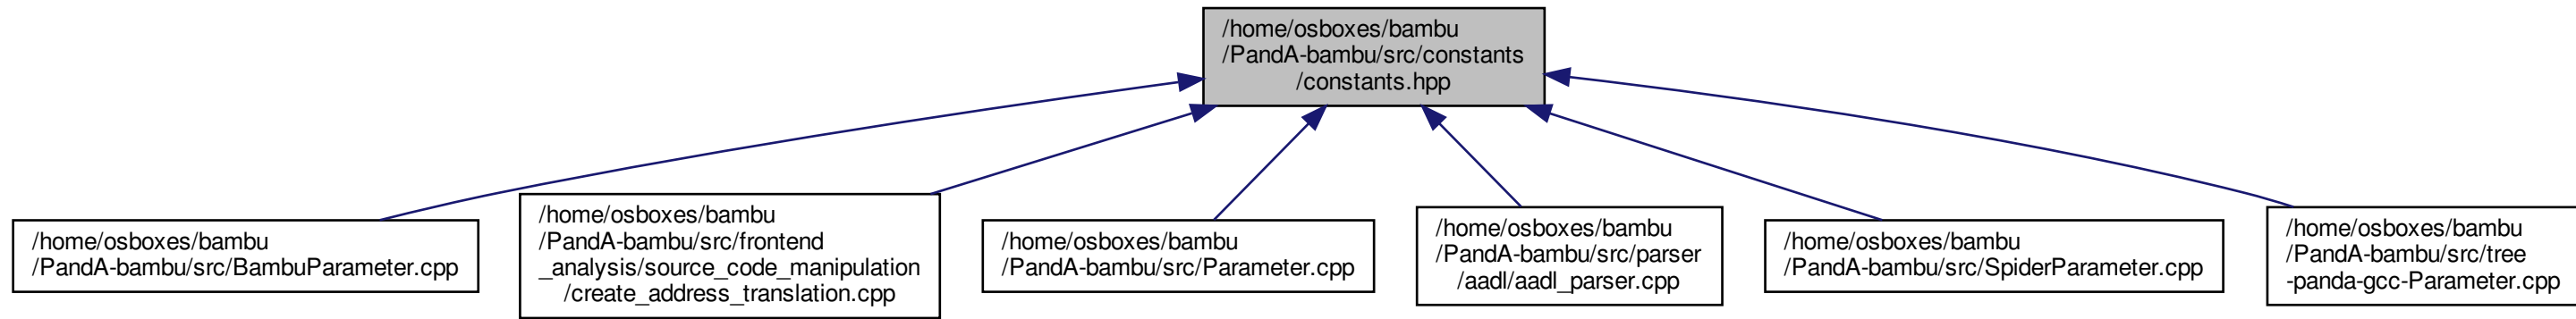 /home/osboxes/bambu
/PandA-bambu/src/constants
/constants.hpp
/home/osboxes/bambu
/PandA-bambu/src/BambuParameter.cpp
/home/osboxes/bambu
/PandA-bambu/src/frontend
_analysis/source_code_manipulation
/create_address_translation.cpp
/home/osboxes/bambu
/PandA-bambu/src/Parameter.cpp
/home/osboxes/bambu
/PandA-bambu/src/parser
/aadl/aadl_parser.cpp
/home/osboxes/bambu
/PandA-bambu/src/SpiderParameter.cpp
/home/osboxes/bambu
/PandA-bambu/src/tree
-panda-gcc-Parameter.cpp